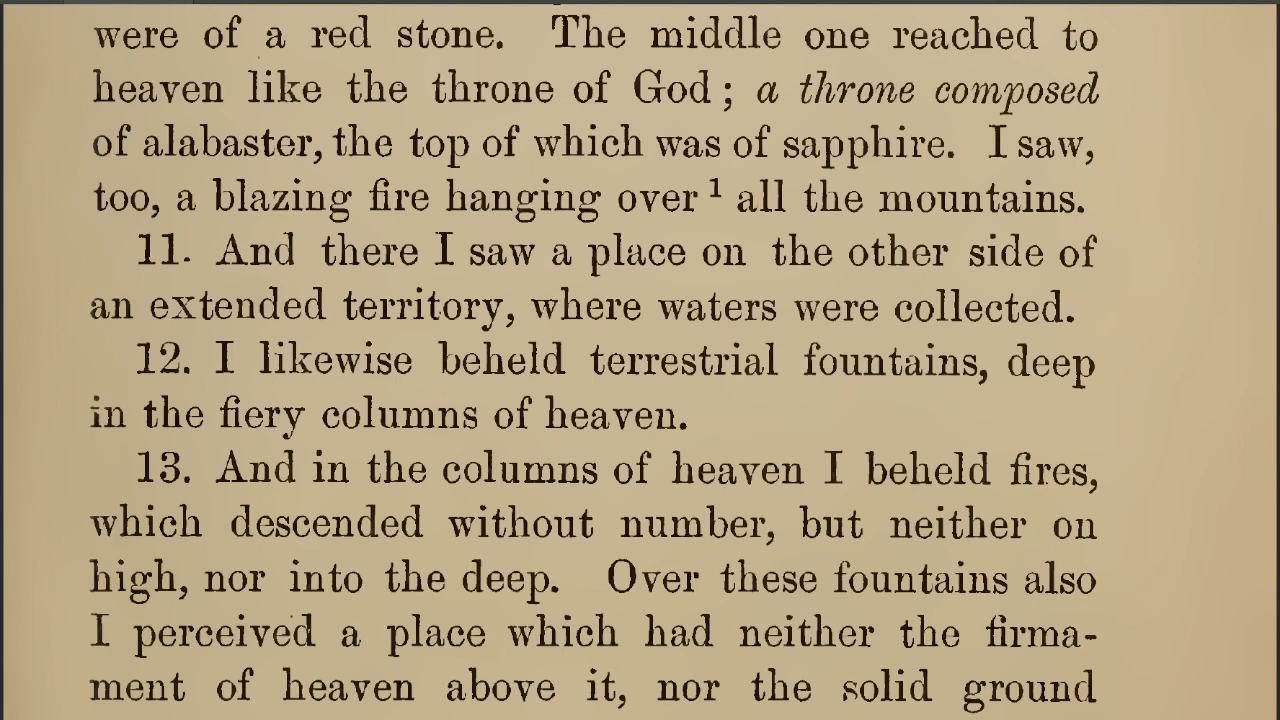 were of a red stone. The middle one reached to
heaven like the throne of God; a throne composed
of alabaster, the top of which was of sapphire. I saw,
too, a blazing fire hanging over ¹ all the mountains.
11. And there I saw a place on the other side of
an extended territory, where waters were collected.
12. I likewise beheld terrestrial fountains, deep
in the fiery columns of heaven.
13. And in the columns of heaven I beheld fires,
which descended without number, but neither on
high, nor into the deep. Over these fountains also
I perceived a place which had neither the firma-
ment of heaven above it, nor the solid ground